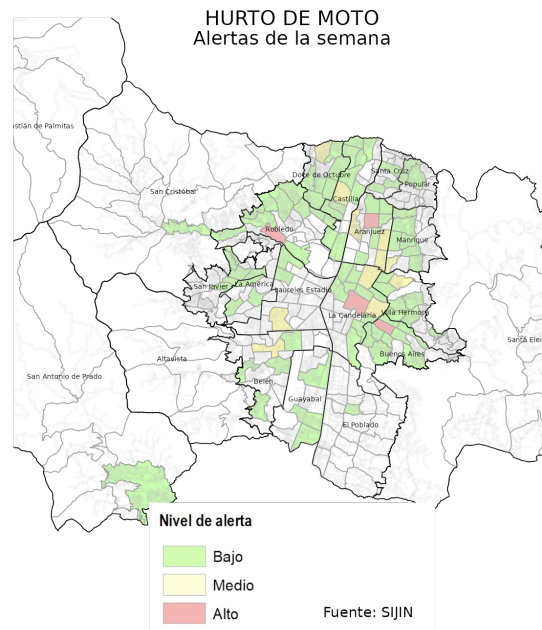 HURTO DE MOTO
Alertas de la semana
stián de Palmitas
San Cristóbal
Doce de Octubre
Santa Cruz
Popular
Castilla
Robledo
Aranjuez
Manrique
San Javier
La América
Laureles Estadio
La Candelaria
Villa Hermosa
Santa Elen
Altavista
Buenos Aires
San Antonio de Prado
Belén
Guayabal
El Poblado
Nivel de alerta
Bajo
Medio
Alto
Fuente: SIJIN